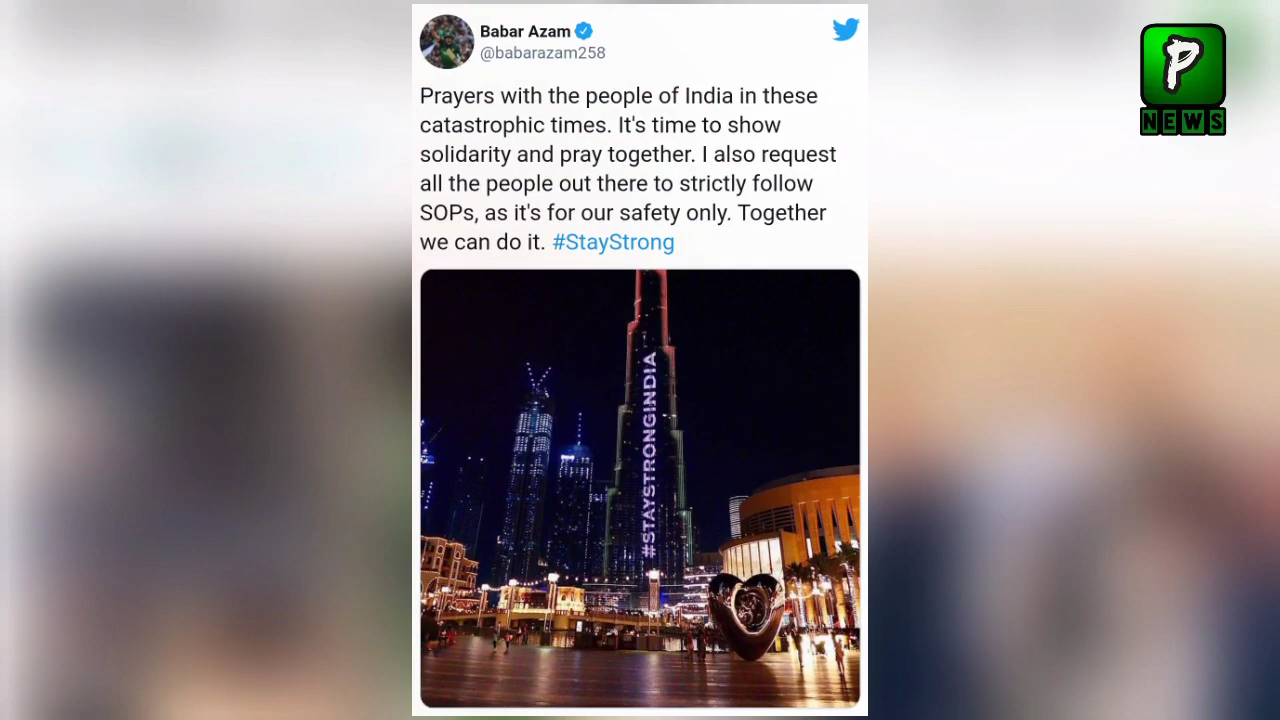 Babar Azam
@babarazam258
P
NEWS
Prayers with the people of India in these
catastrophic times. It's time to show
solidarity and pray together. I also request
all the people out there to strictly follow
SOPs, as it's for our safety only. Together
we can do it. #StayStrong
#STAYSTRONGINDIA